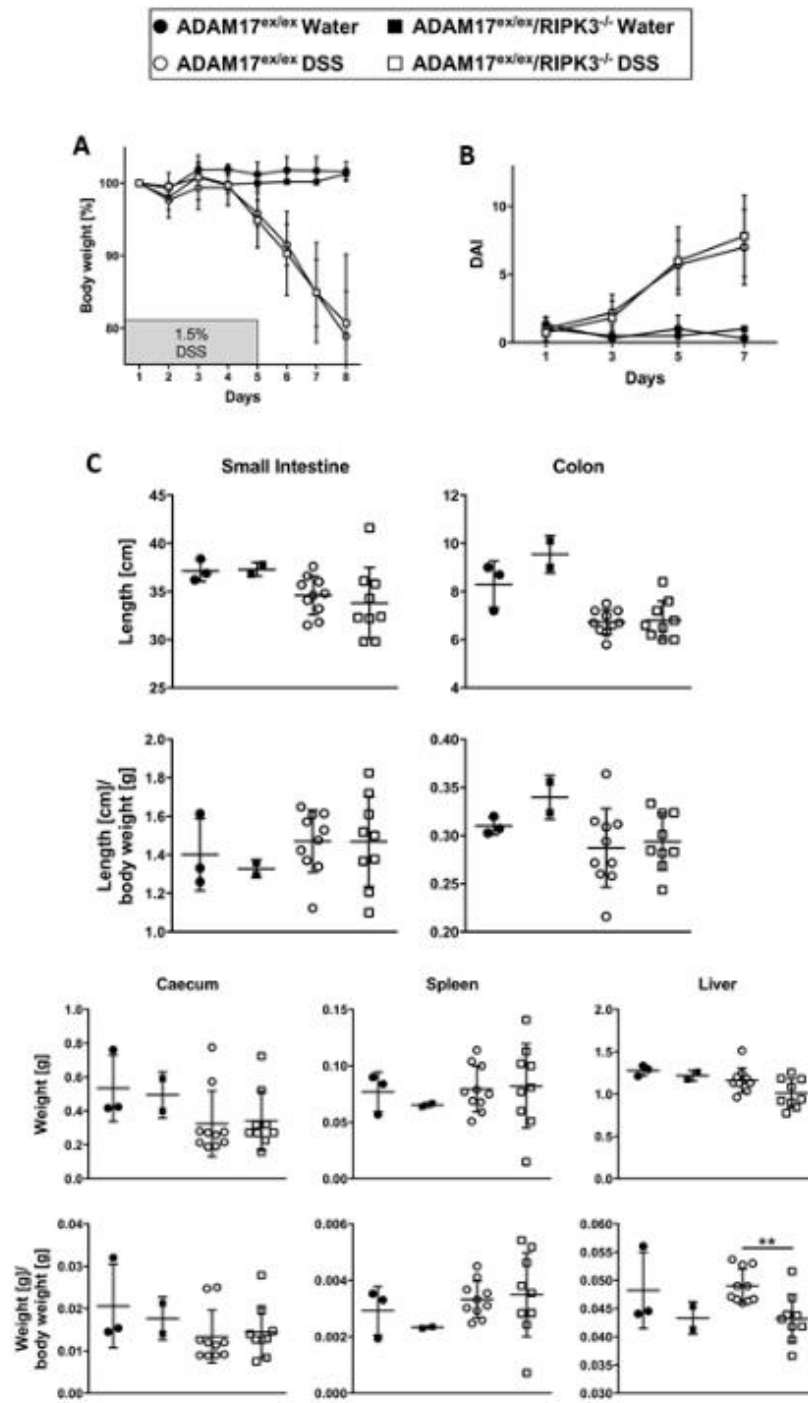 ● ADAM17ex/ex Water ■ ADAM17ex/ex/RIPK3-/- Water
○ ADAM17ex/ex DSS □ ADAM17ex/ex/RIPK3-/- DSS
A
Body weight [%]
100
90
80
1.5%
DSS
1 2 3 4 5 6 7 8
Days
B
DAI
10
5
0
1 3 5 7
Days
C
Small Intestine
Colon
Length [cm]
45
40
35
30
25
12
10
8
6
4
Length [cm]/
body weight [g]
2.0
1.8
1.6
1.4
1.2
1.0
0.40
0.35
0.30
0.25
0.20
Caecum
Spleen
Liver
Weight [g]
1.0
0.8
0.6
0.4
0.2
0.0
0.15
0.10
0.05
0.00
2.0
1.5
1.0
0.5
0.0
Weight [g]/
body weight [g]
0.04
0.03
0.02
0.01
0.00
0.006
0.004
0.002
0.000
**
0.060
0.055
0.050
0.045
0.040
0.035
0.030